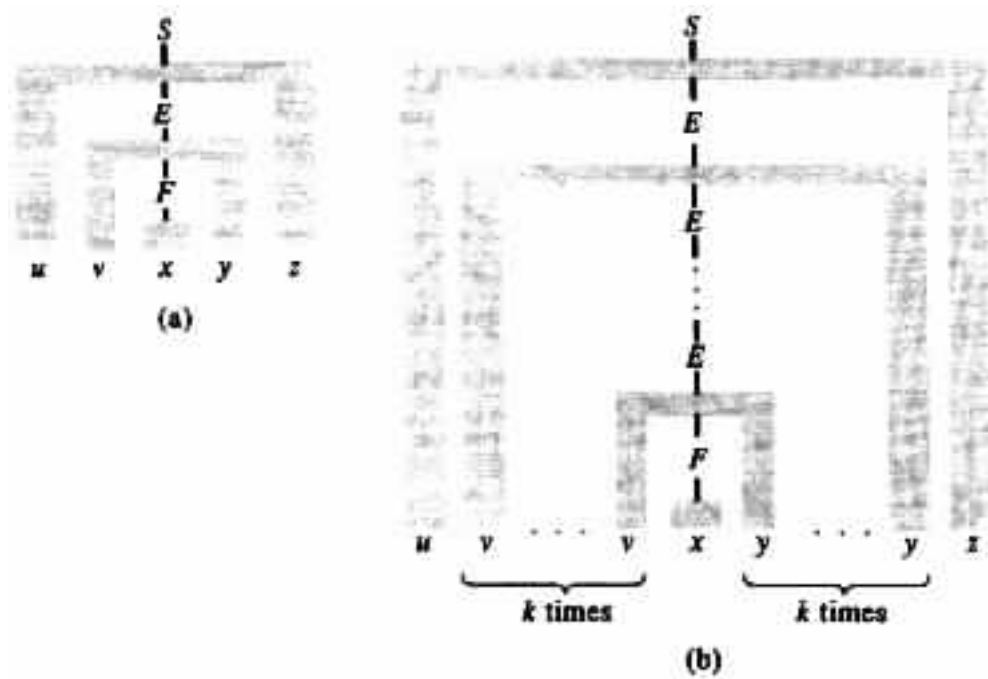 S
E
F
u v x y z
(a)
S
E
E
E
F
u v . . . v x y . . . y z
k times k times
(b)